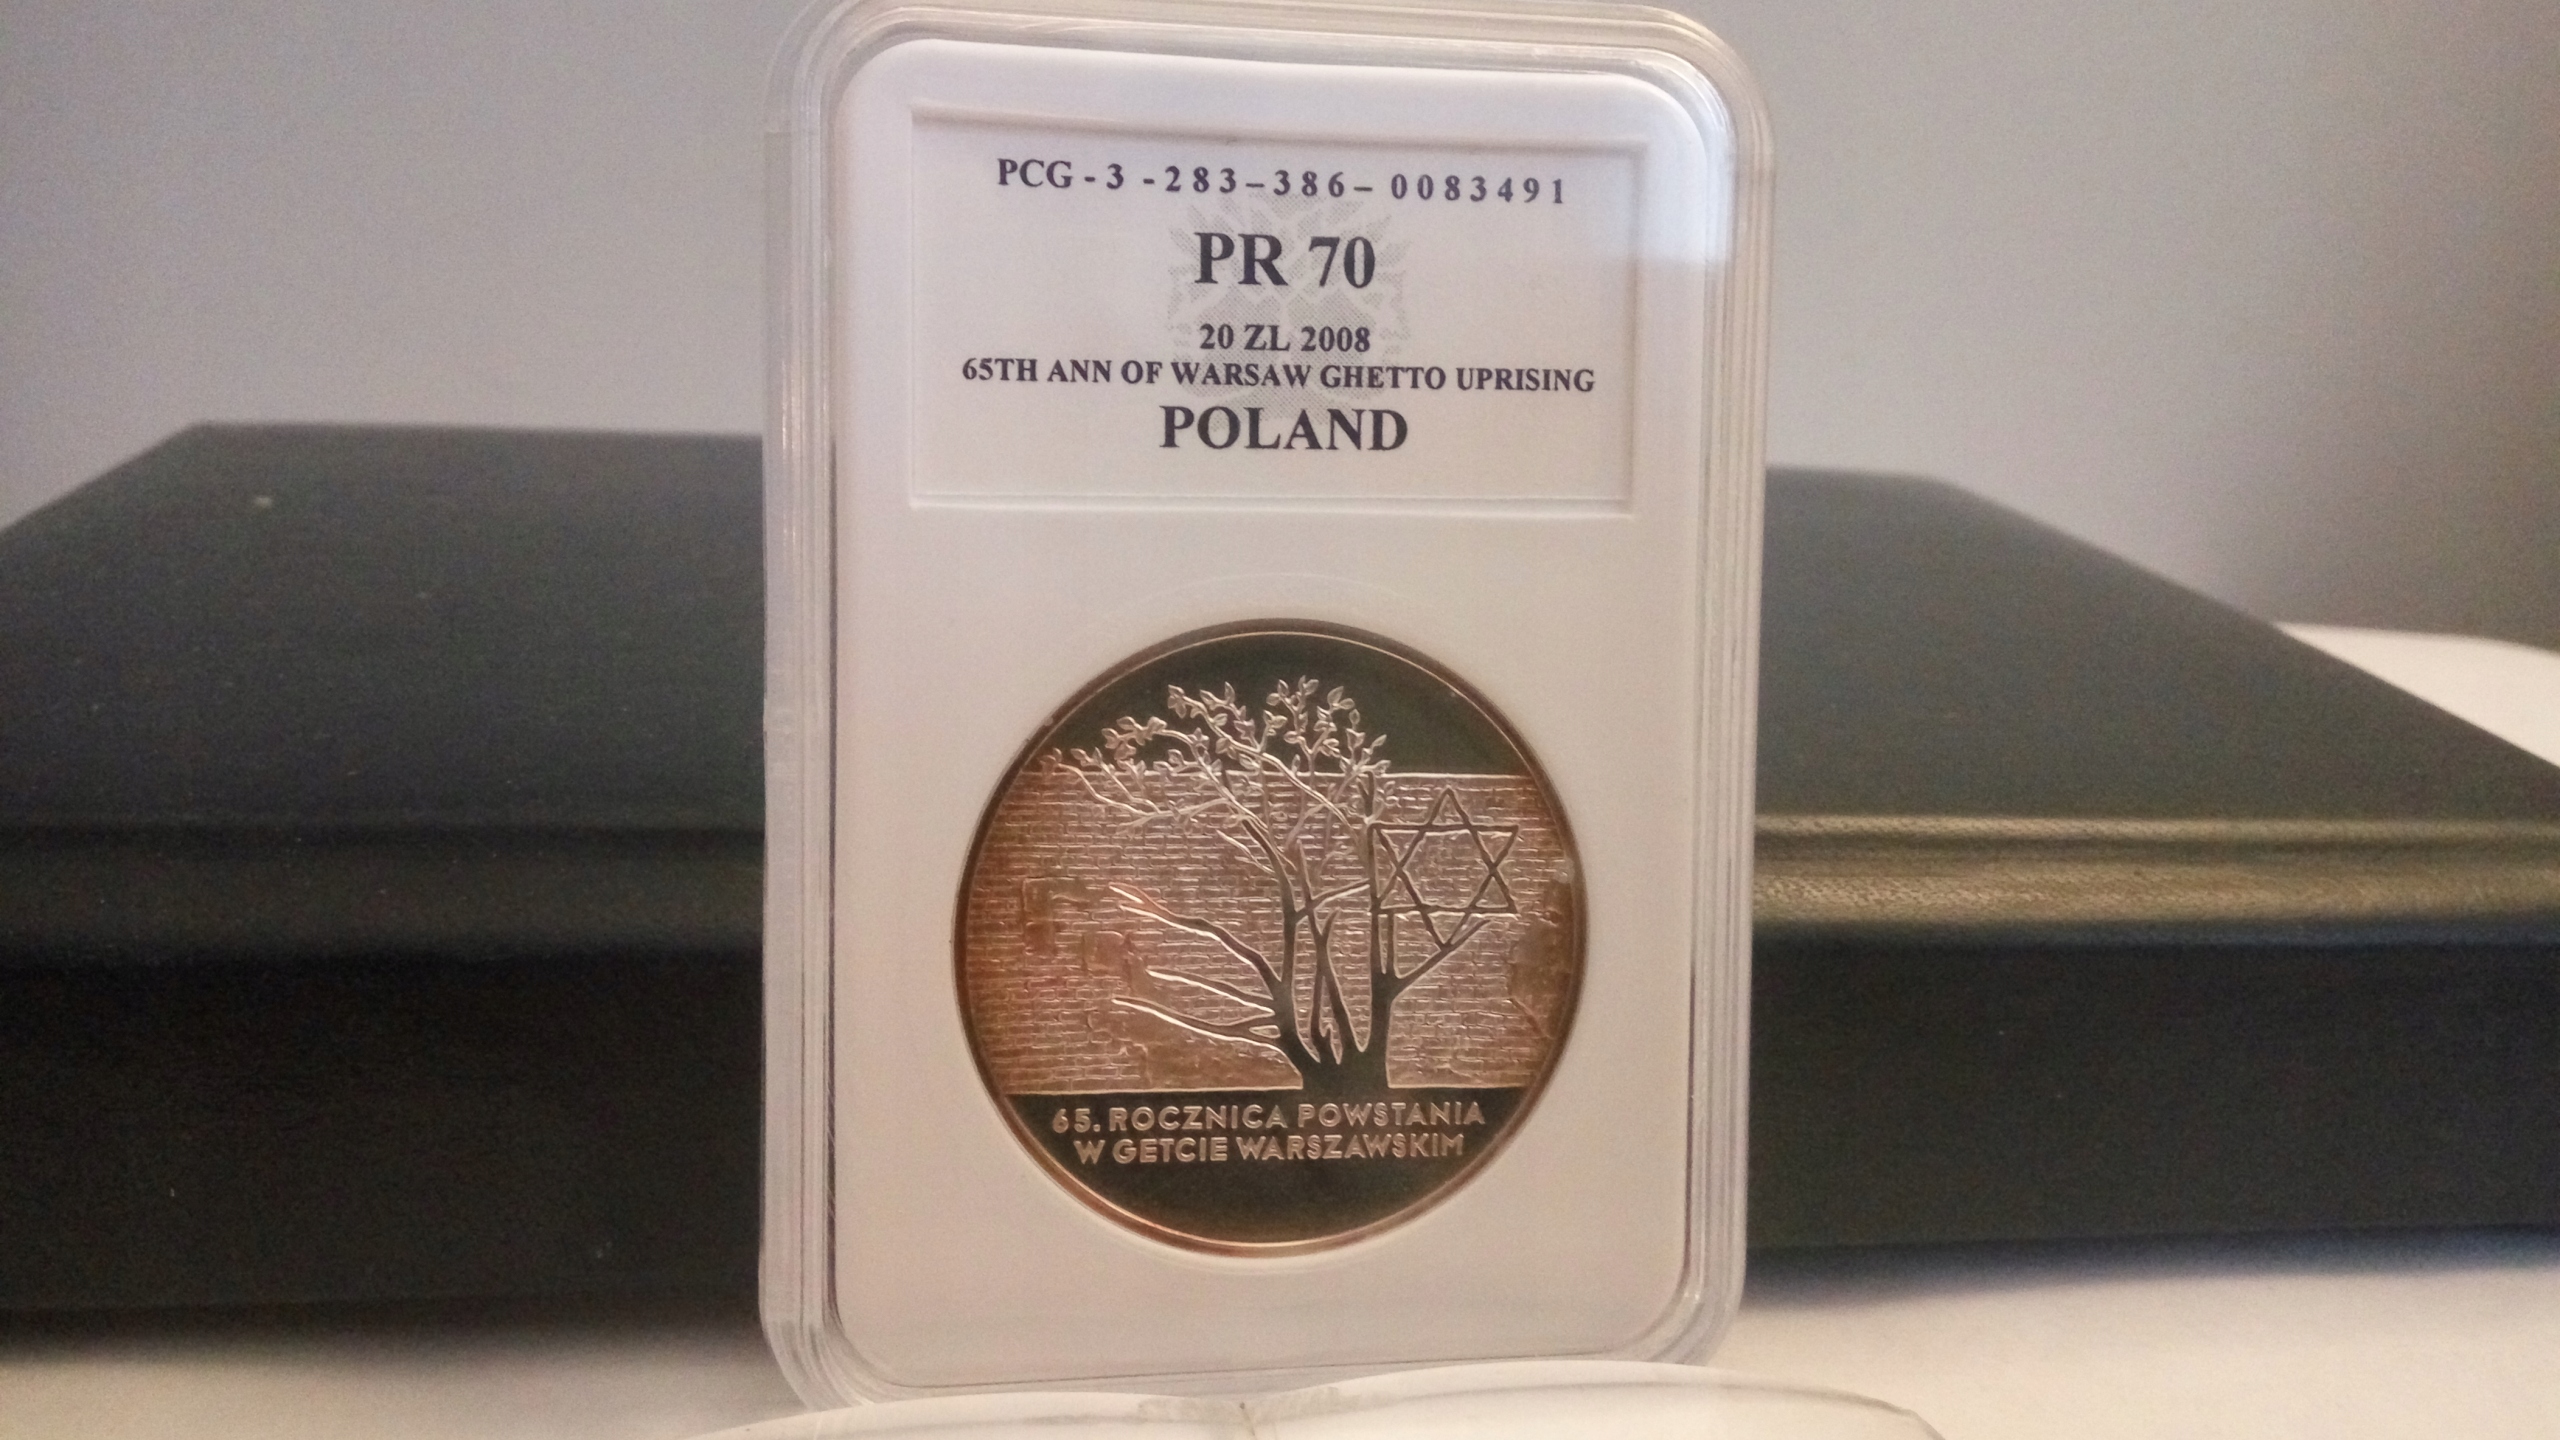 PCG - 3 - 283 - 386 - 0083491
PR 70
20 ZL 2008
65TH ANN OF WARSAW GHETTO UPRISING
POLAND
65. ROCZNICA POWSTANIA
W GETCIE WARSZAWSKIM